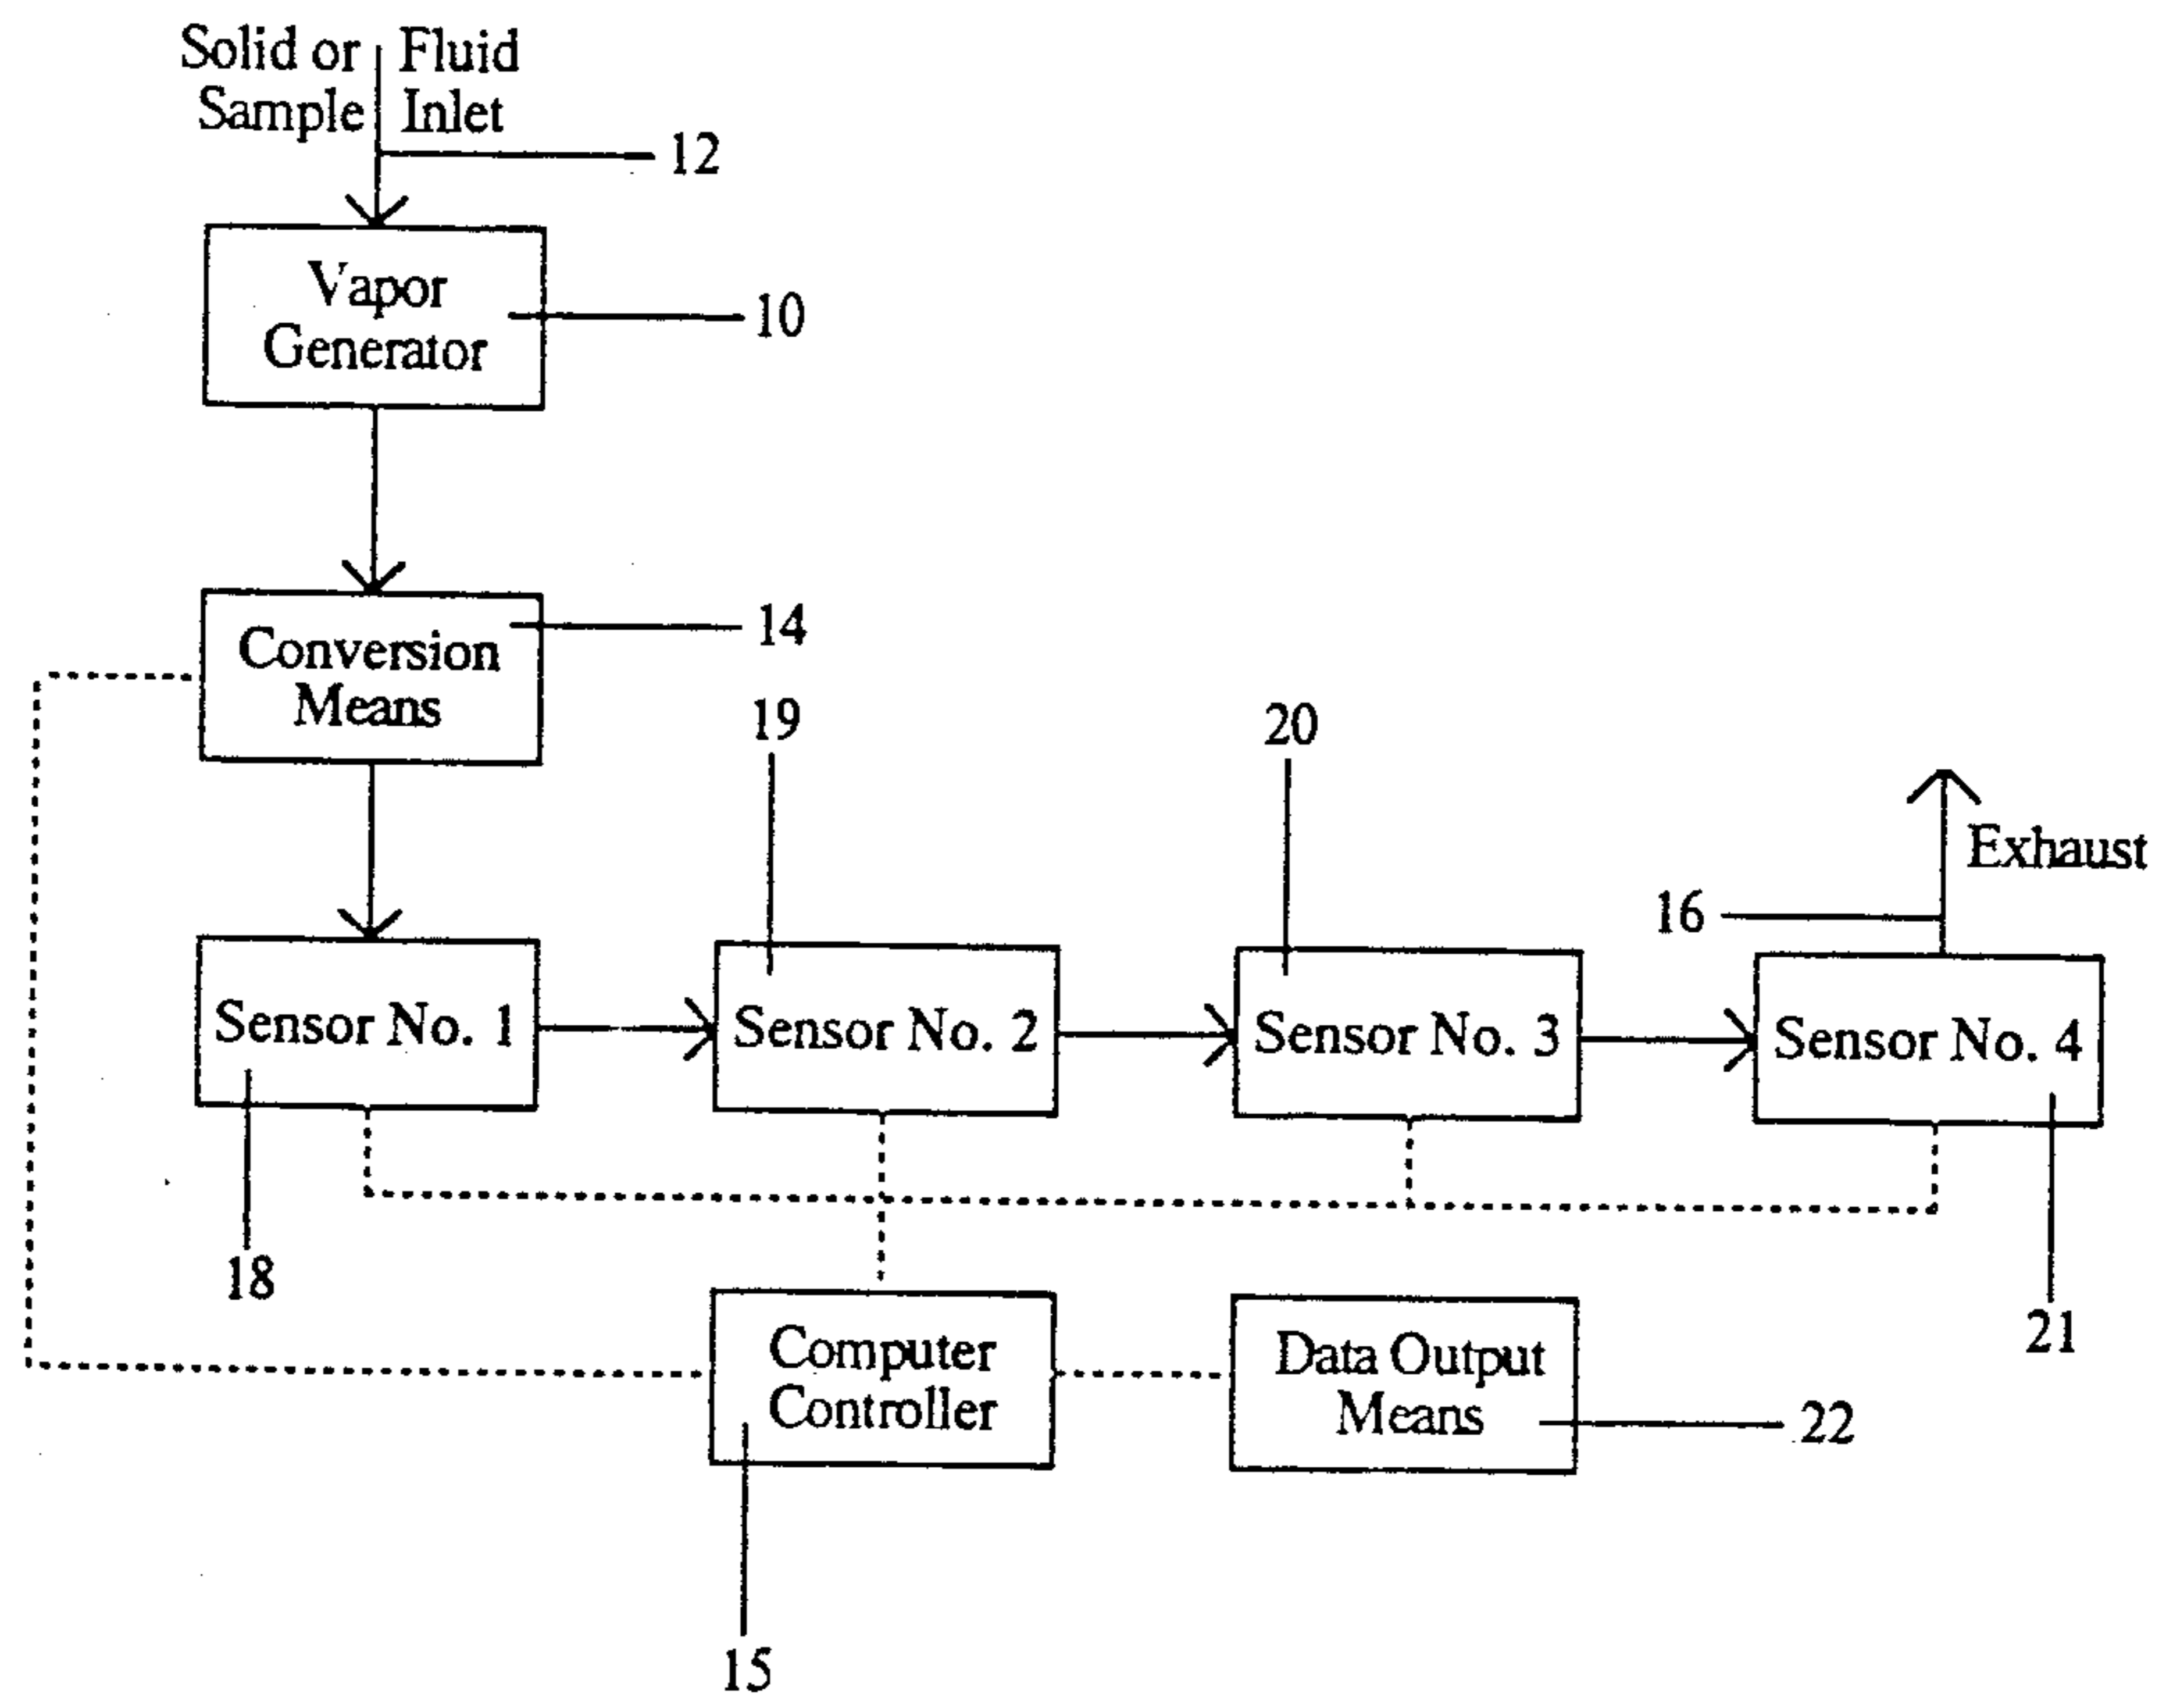 Solid or Fluid
Sample Inlet
12
Vapor
Generator
10
Conversion
Means
14
19
20
Exhaust
16
Sensor No. 1
Sensor No. 2
Sensor No. 3
Sensor No. 4
18
21
Computer
Controller
Data Output
Means
22
15